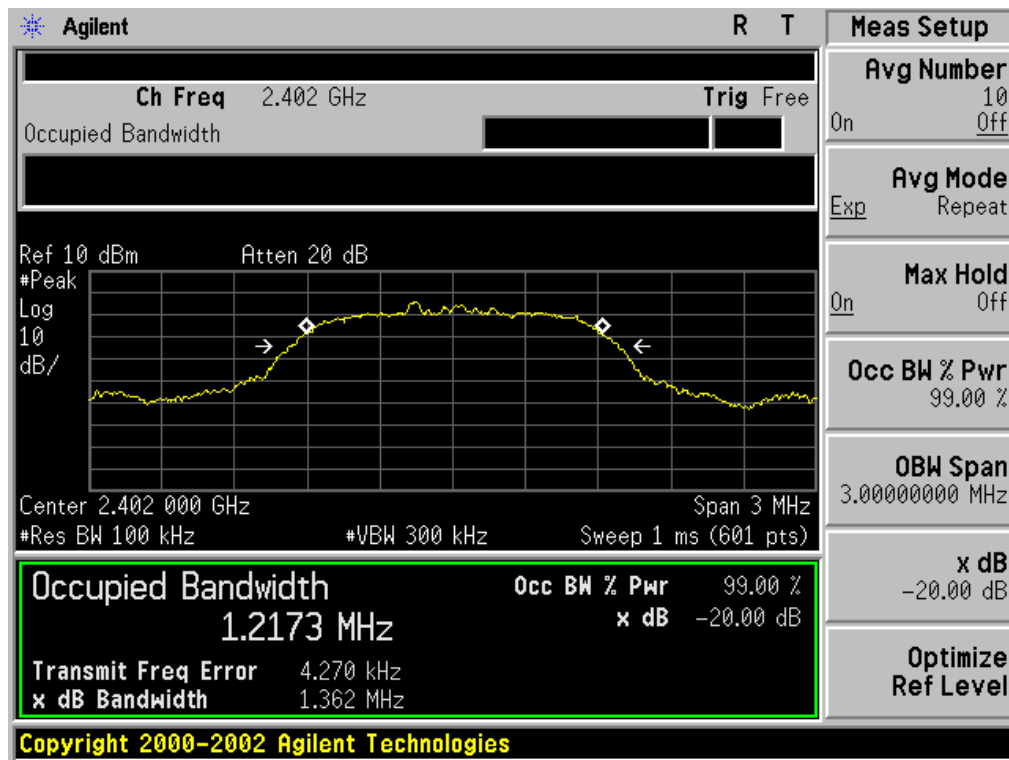 Agilent R T
Ch Freq 2.402 GHz Trig Free
Occupied Bandwidth
Ref 10 dBm Atten 20 dB
#Peak
Log
10
dB/
Center 2.402 000 GHz Span 3 MHz
#Res BW 100 kHz #VBW 300 kHz Sweep 1 ms (601 pts)
Occupied Bandwidth Occ BW % Pwr 99.00 %
1.2173 MHz x dB -20.00 dB
Transmit Freq Error 4.270 kHz
x dB Bandwidth 1.362 MHz
Copyright 2000-2002 Agilent Technologies
Meas Setup
Avg Number
10
On Off
Avg Mode
Exp Repeat
Max Hold
On Off
Occ BW % Pwr
99.00 %
OBW Span
3.00000000 MHz
x dB
-20.00 dB
Optimize
Ref Level